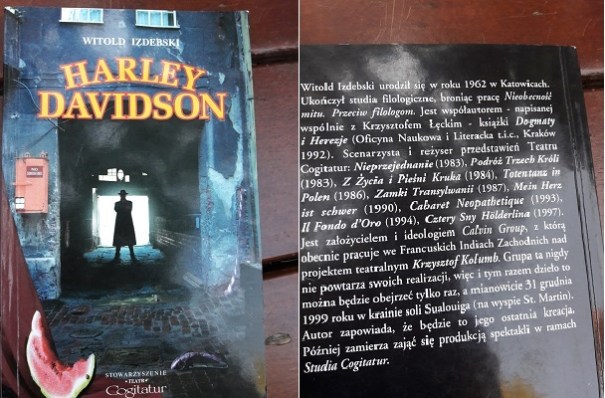 WITOLD IZDEBSKI
HARLEY
DAVIDSON
STOWARZYSZENIE
TEATR
Cogitatur
Witold Izdebski urodził się w roku 1962 w Katowicach.
Ukończył studia filologiczne, broniąc pracę Nieobecność
mitu. Przeciw filologom. Jest współautorem - napisanej
wspólnie z Krzysztofem Łęckim - książki Dogmaty
i Herezje (Oficyna Naukowa i Literacka t.i.c., Kraków
1992). Scenarzysta i reżyser przedstawień Teatru
Cogitatur: Nieprzejednanie (1983), Podróż Trzech Króli
(1983), Z Życia i Pieśni Kruka (1984), Totentanz in
Polen (1986), Zamki Transylwanii (1987), Mein Herz
ist schwer (1990), Cabaret Neopathetique (1993),
Il Fondo d'Oro (1994), Cztery Sny Hölderlina (1997).
Jest założycielem i ideologiem Calvin Group, z którą
obecnie pracuje we Francuskich Indiach Zachodnich nad
projektem teatralnym Krzysztof Kolumb. Grupa ta nigdy
nie powtarza swoich realizacji, więc i tym razem dzieło to
można będzie obejrzeć tylko raz, a mianowicie 31 grudnia
1999 roku w krainie soli Sualouiga (na wyspie St. Martin).
Autor zapowiada, że będzie to jego ostatnia kreacja.
Później zamierza zająć się produkcją spektakli w ramach
Studia Cogitatur.